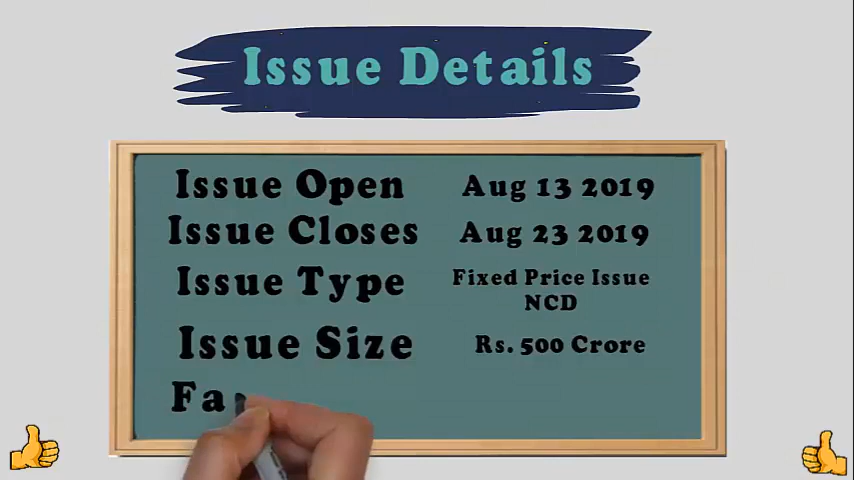 Issue Details
Issue Open Aug 13 2019
Issue Closes Aug 23 2019
Issue Type Fixed Price Issue
NCD
Issue Size Rs. 500 Crore
Fa